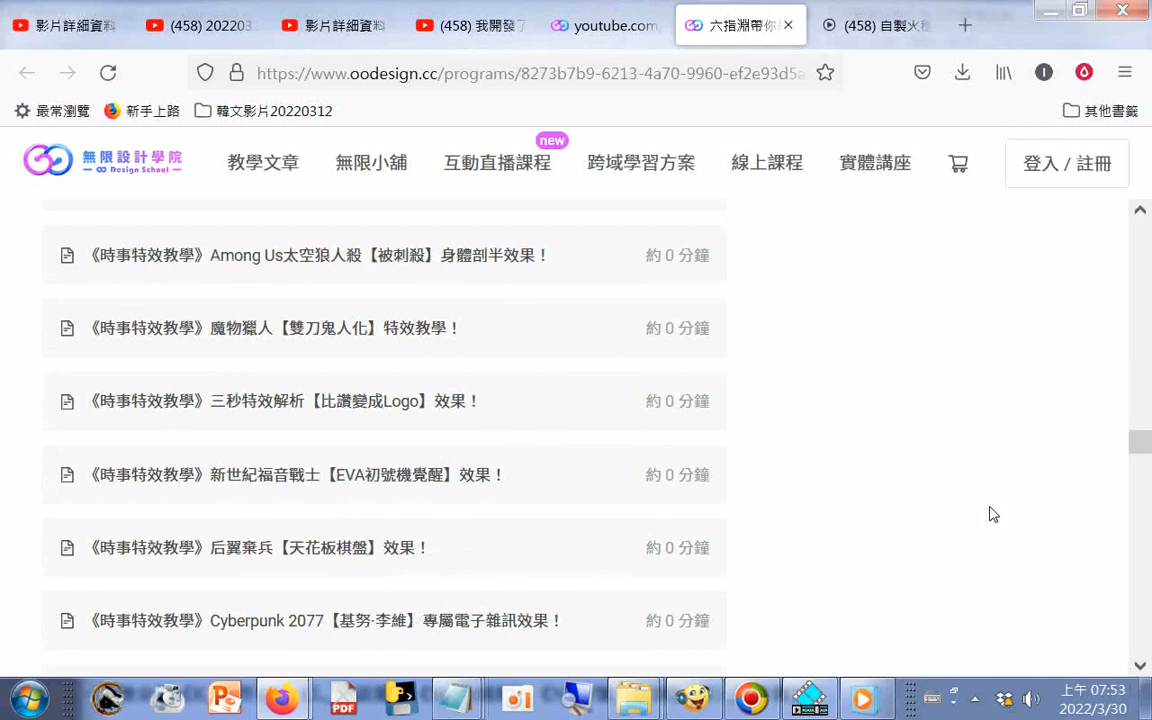 影片詳細資料
(458) 20220
影片詳細資料
(458) 我開發了
youtube.com
六指淵帶你
(458) 自製火
https://www.oodesign.cc/programs/8273b7b9-6213-4a70-9960-ef2e93d5a
最常瀏覽
新手上路
韓文影片20220312
其他書籤
無限設計學院
Design School
教學文章
無限小舖
互動直播課程
new
跨域學習方案
線上課程
實體講座
登入 / 註冊
《時事特效教學》Among Us太空狼人殺【被刺殺】身體剖半效果！
約 0 分鐘
《時事特效教學》魔物獵人【雙刀鬼人化】特效教學！
約 0 分鐘
《時事特效教學》三秒特效解析【比讚變成Logo】效果！
約 0 分鐘
《時事特效教學》新世紀福音戰士【EVA初號機覺醒】效果！
約 0 分鐘
《時事特效教學》后翼棄兵【天花板棋盤】效果！
約 0 分鐘
《時事特效教學》Cyberpunk 2077【基努·李維】專屬電子雜訊效果！
約 0 分鐘
PDF
上午 07:53
2022/3/30